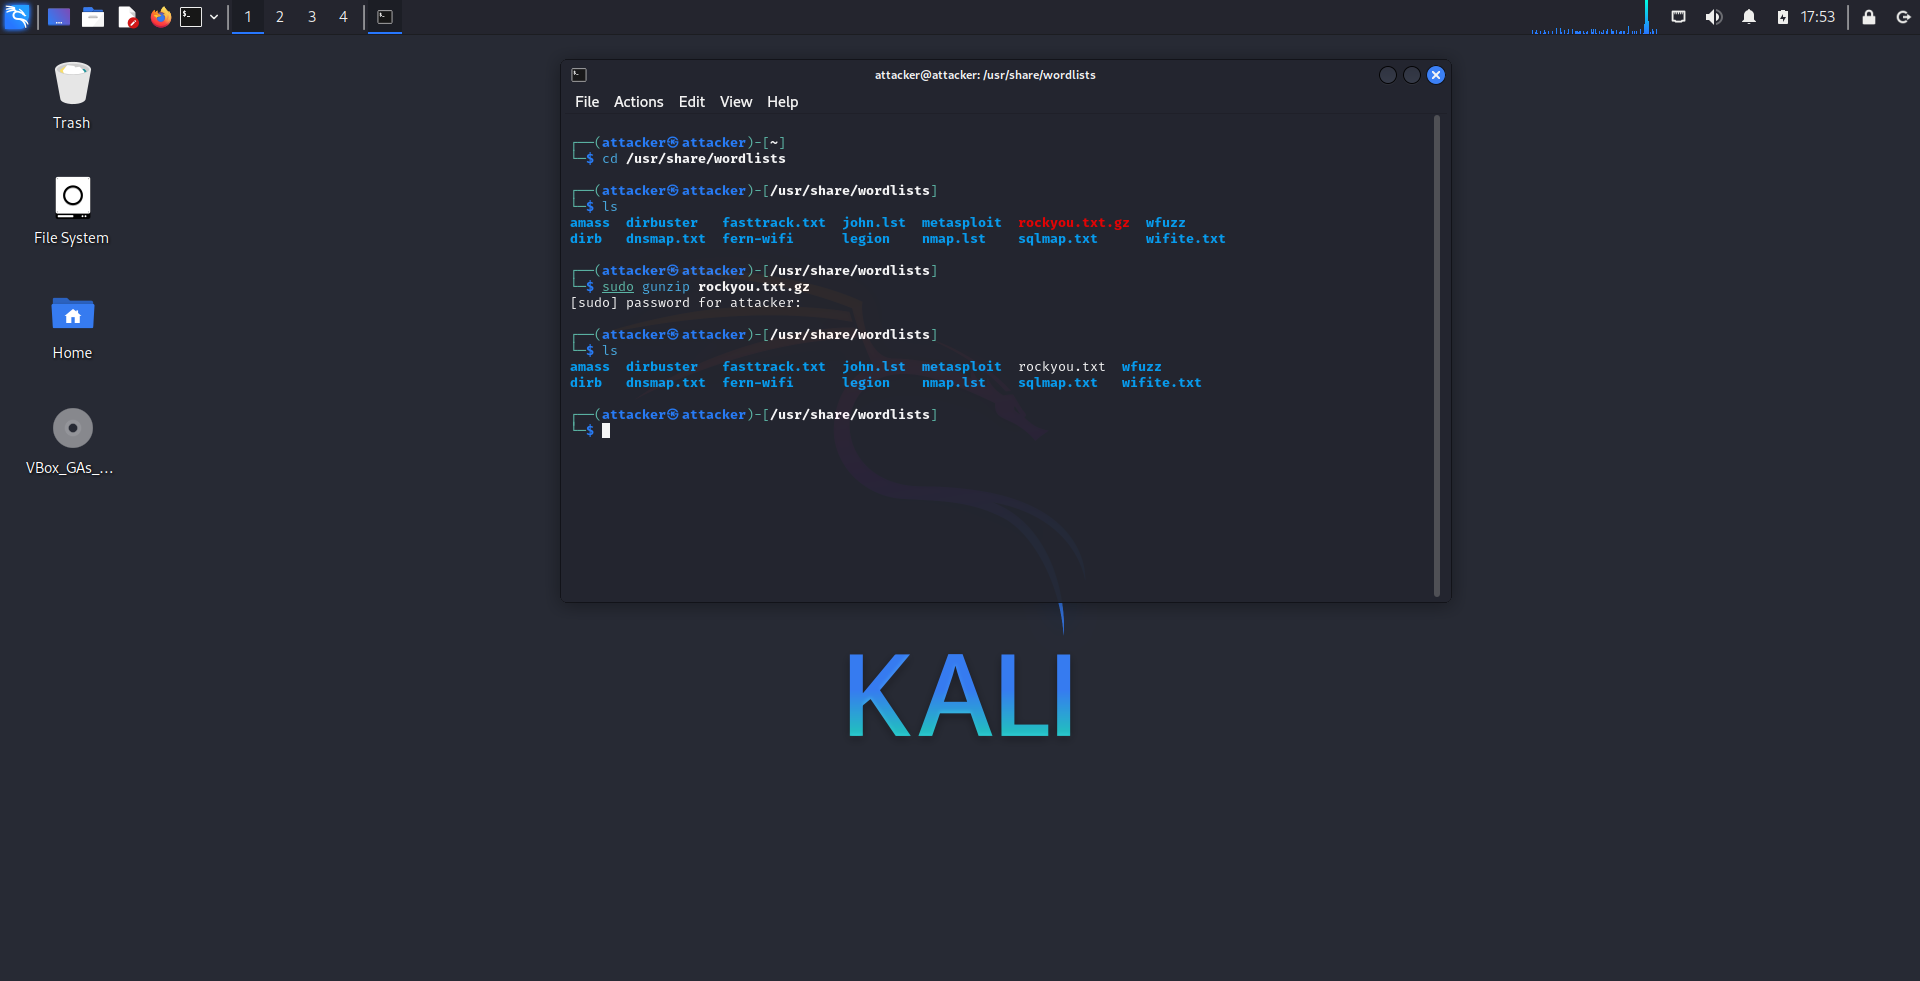 1 2 3 4
17:53
Trash
File System
Home
VBox_GAs_...
attacker@attacker: /usr/share/wordlists
File Actions Edit View Help
┌──(attacker㉿attacker)-[~]
└─$ cd /usr/share/wordlists
┌──(attacker㉿attacker)-[/usr/share/wordlists]
└─$ ls
amass dirbuster fasttrack.txt john.lst metasploit rockyou.txt.gz wfuzz
dirb dnsmap.txt fern-wifi legion nmap.lst sqlmap.txt wifite.txt
┌──(attacker㉿attacker)-[/usr/share/wordlists]
└─$ sudo gunzip rockyou.txt.gz
[sudo] password for attacker:
┌──(attacker㉿attacker)-[/usr/share/wordlists]
└─$ ls
amass dirbuster fasttrack.txt john.lst metasploit rockyou.txt wfuzz
dirb dnsmap.txt fern-wifi legion nmap.lst sqlmap.txt wifite.txt
┌──(attacker㉿attacker)-[/usr/share/wordlists]
└─$
KALI